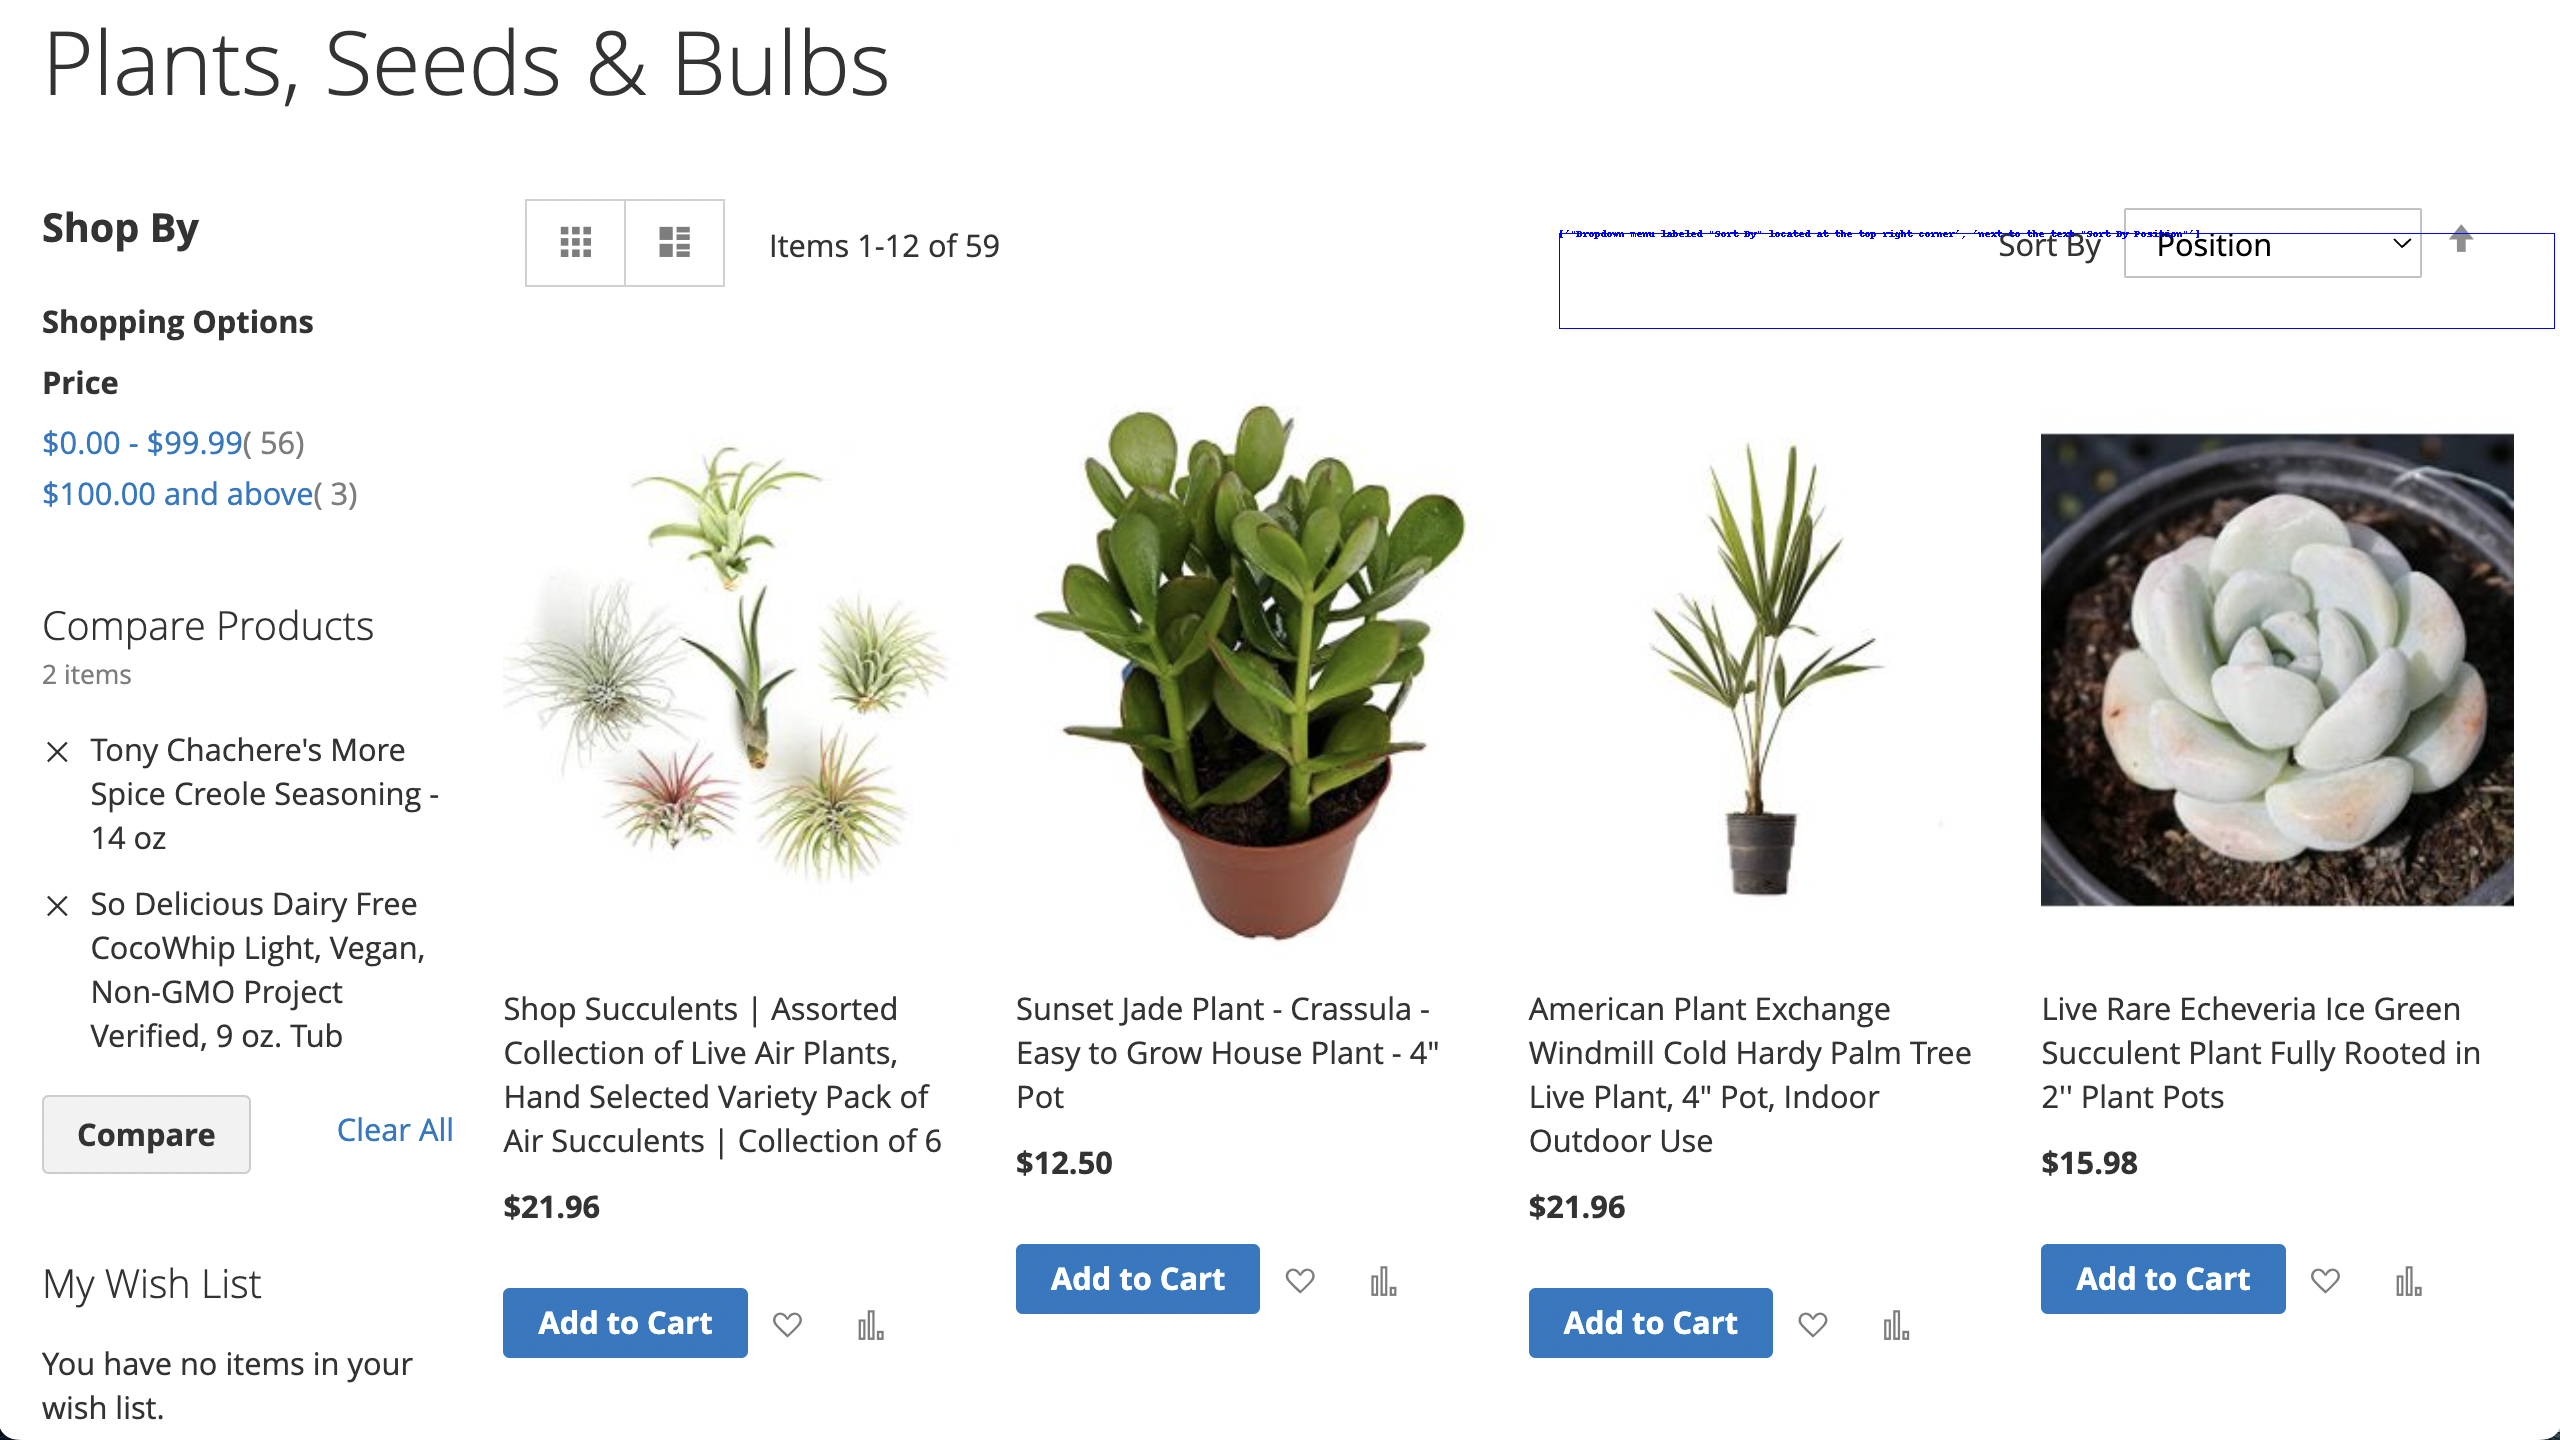 Plants, Seeds & Bulbs
Shop By
Items 1-12 of 59
["Dropdown menu labeled "Sort By" located at the top right corner', 'next to the text "Sort By Position"']
Sort By
Position
Shopping Options
Price
$0.00 - $99.99( 56)
$100.00 and above( 3)
Compare Products
2 items
Tony Chachere's More
Spice Creole Seasoning -
14 oz
So Delicious Dairy Free
CocoWhip Light, Vegan,
Non-GMO Project
Verified, 9 oz. Tub
Compare
Clear All
My Wish List
You have no items in your
wish list.
Shop Succulents | Assorted
Collection of Live Air Plants,
Hand Selected Variety Pack of
Air Succulents | Collection of 6
$21.96
Add to Cart
Sunset Jade Plant - Crassula -
Easy to Grow House Plant - 4"
Pot
$12.50
Add to Cart
American Plant Exchange
Windmill Cold Hardy Palm Tree
Live Plant, 4" Pot, Indoor
Outdoor Use
$21.96
Add to Cart
Live Rare Echeveria Ice Green
Succulent Plant Fully Rooted in
2'' Plant Pots
$15.98
Add to Cart